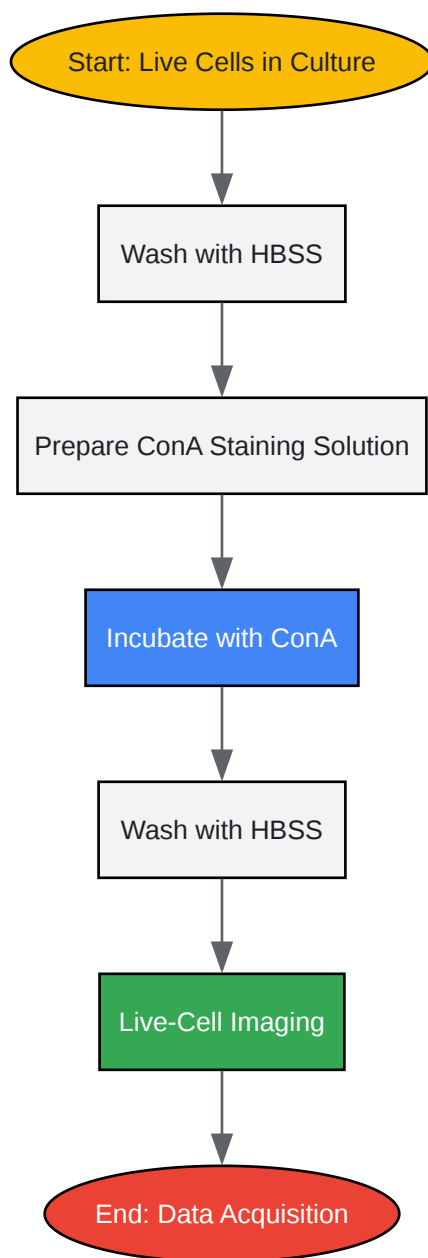 Start: Live Cells in Culture
Wash with HBSS
Prepare ConA Staining Solution
Incubate with ConA
Wash with HBSS
Live-Cell Imaging
End: Data Acquisition